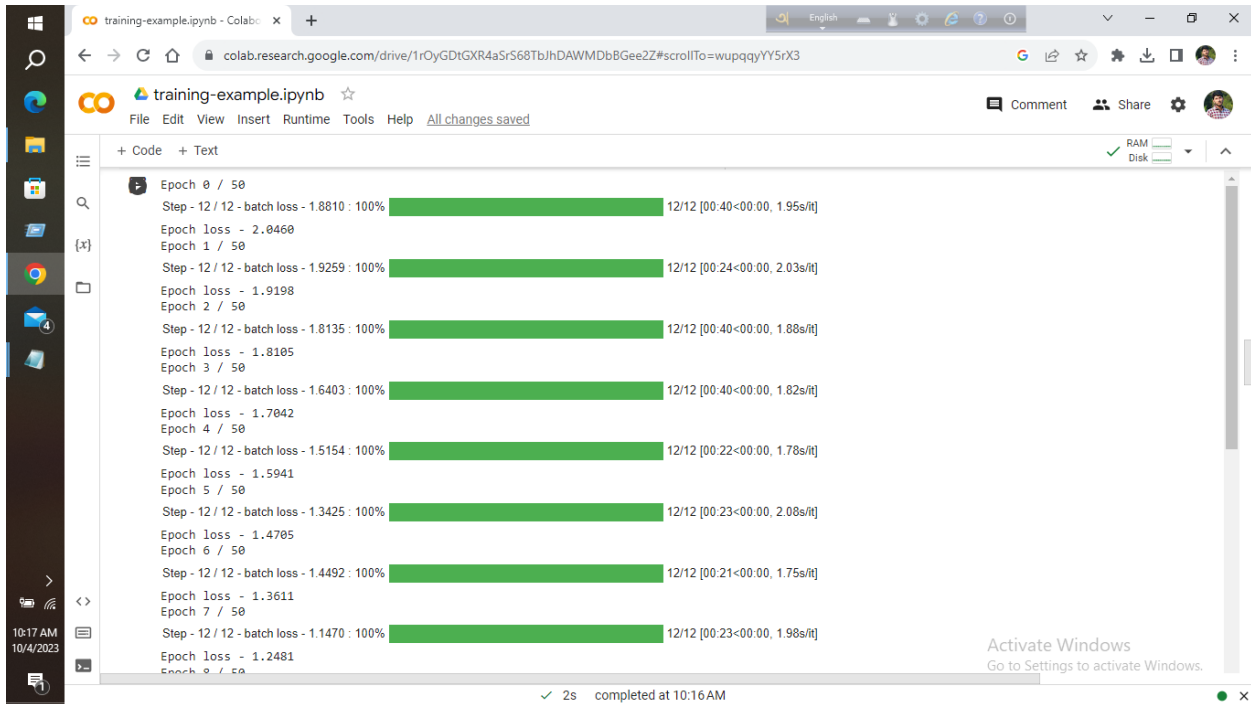 training-example.ipynb - Colabo
English
colab.research.google.com/drive/1rOyGDtGXR4aSrS68TbJhDAWMDbBGee2Z#scrollTo=wupqqyYY5rX3
CO training-example.ipynb
Comment Share
File Edit View Insert Runtime Tools Help All changes saved
+ Code + Text
RAM
Disk
Epoch 0 / 50
Step - 12 / 12 - batch loss - 1.8810 : 100% 12/12 [00:40<00:00, 1.95s/it]
Epoch loss - 2.0460
Epoch 1 / 50
Step - 12 / 12 - batch loss - 1.9259 : 100% 12/12 [00:24<00:00, 2.03s/it]
Epoch loss - 1.9198
Epoch 2 / 50
Step - 12 / 12 - batch loss - 1.8135 : 100% 12/12 [00:40<00:00, 1.88s/it]
Epoch loss - 1.8105
Epoch 3 / 50
Step - 12 / 12 - batch loss - 1.6403 : 100% 12/12 [00:40<00:00, 1.82s/it]
Epoch loss - 1.7042
Epoch 4 / 50
Step - 12 / 12 - batch loss - 1.5154 : 100% 12/12 [00:22<00:00, 1.78s/it]
Epoch loss - 1.5941
Epoch 5 / 50
Step - 12 / 12 - batch loss - 1.3425 : 100% 12/12 [00:23<00:00, 2.08s/it]
Epoch loss - 1.4705
Epoch 6 / 50
Step - 12 / 12 - batch loss - 1.4492 : 100% 12/12 [00:21<00:00, 1.75s/it]
Epoch loss - 1.3611
Epoch 7 / 50
Step - 12 / 12 - batch loss - 1.1470 : 100% 12/12 [00:23<00:00, 1.98s/it]
Epoch loss - 1.2481
Epoch 8 / 50
{x}
4
10:17 AM
10/4/2023
1
Activate Windows
Go to Settings to activate Windows.
2s completed at 10:16 AM